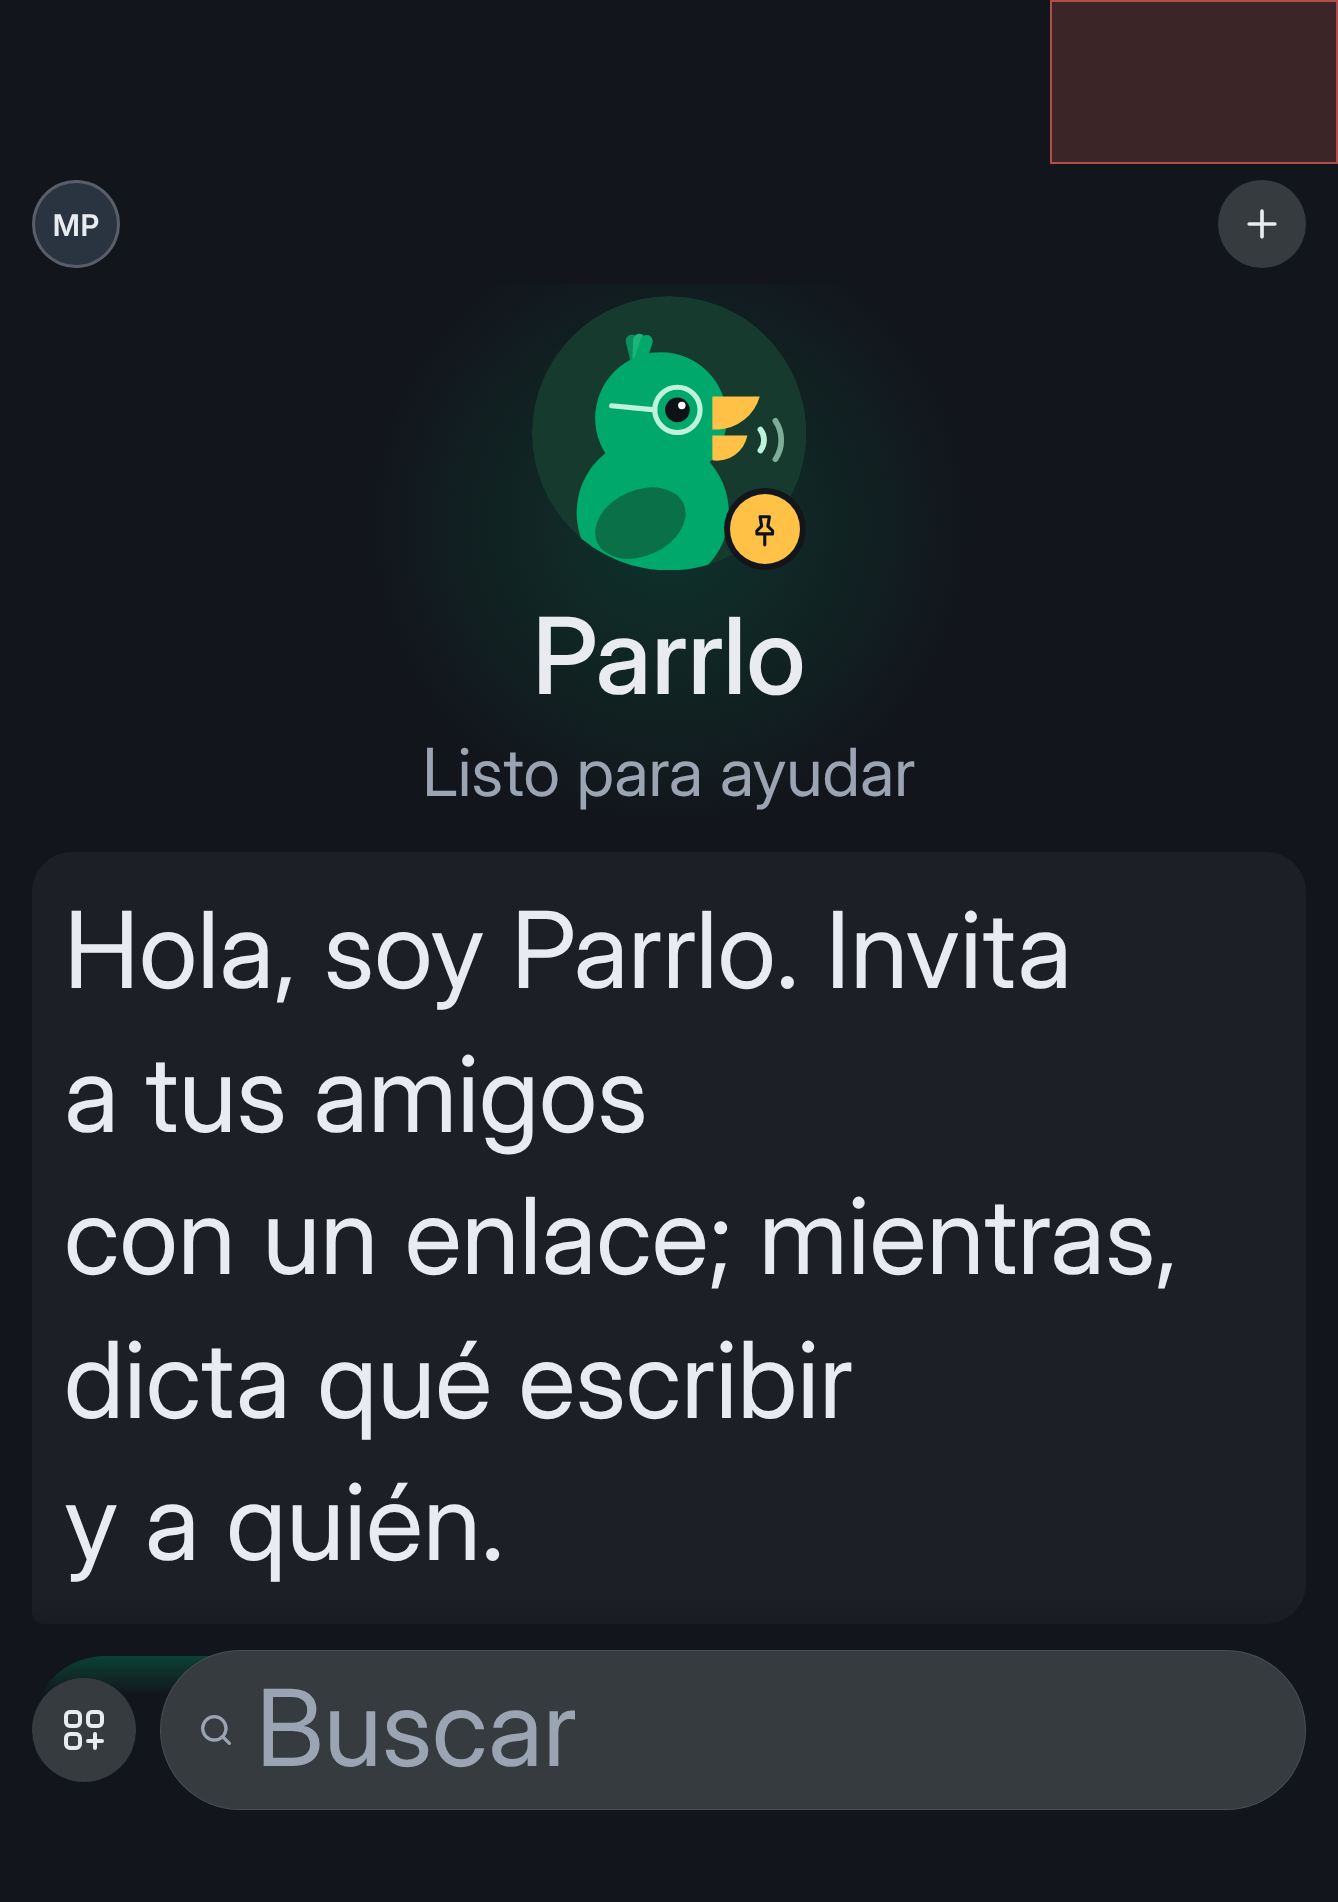 MP
Parrlo
Listo para ayudar
Hola, soy Parrlo. Invita
a tus amigos
con un enlace; mientras,
dicta qué escribir
y a quién.
Buscar